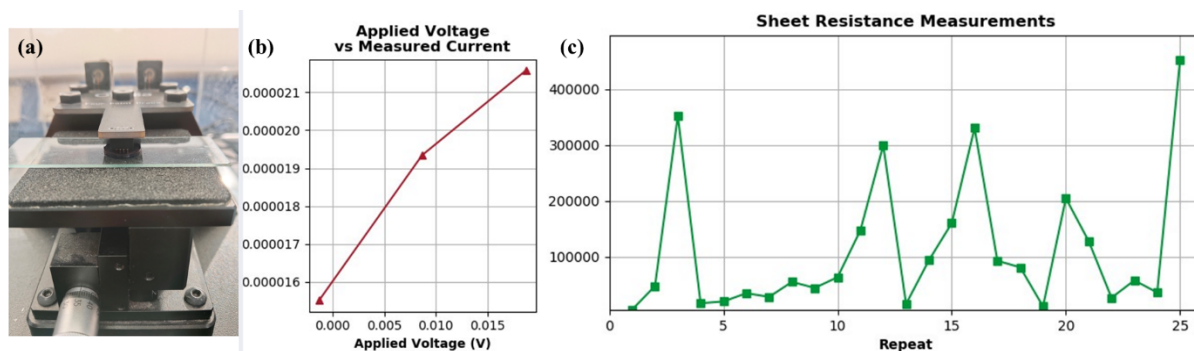 (a)
(b)
Applied Voltage
vs Measured Current
0.000021
0.000020
0.000019
0.000018
0.000017
0.000016
0.000 0.005 0.010 0.015
Applied Voltage (V)
(c)
Sheet Resistance Measurements
400000
300000
200000
100000
0 5 10 15 20 25
Repeat